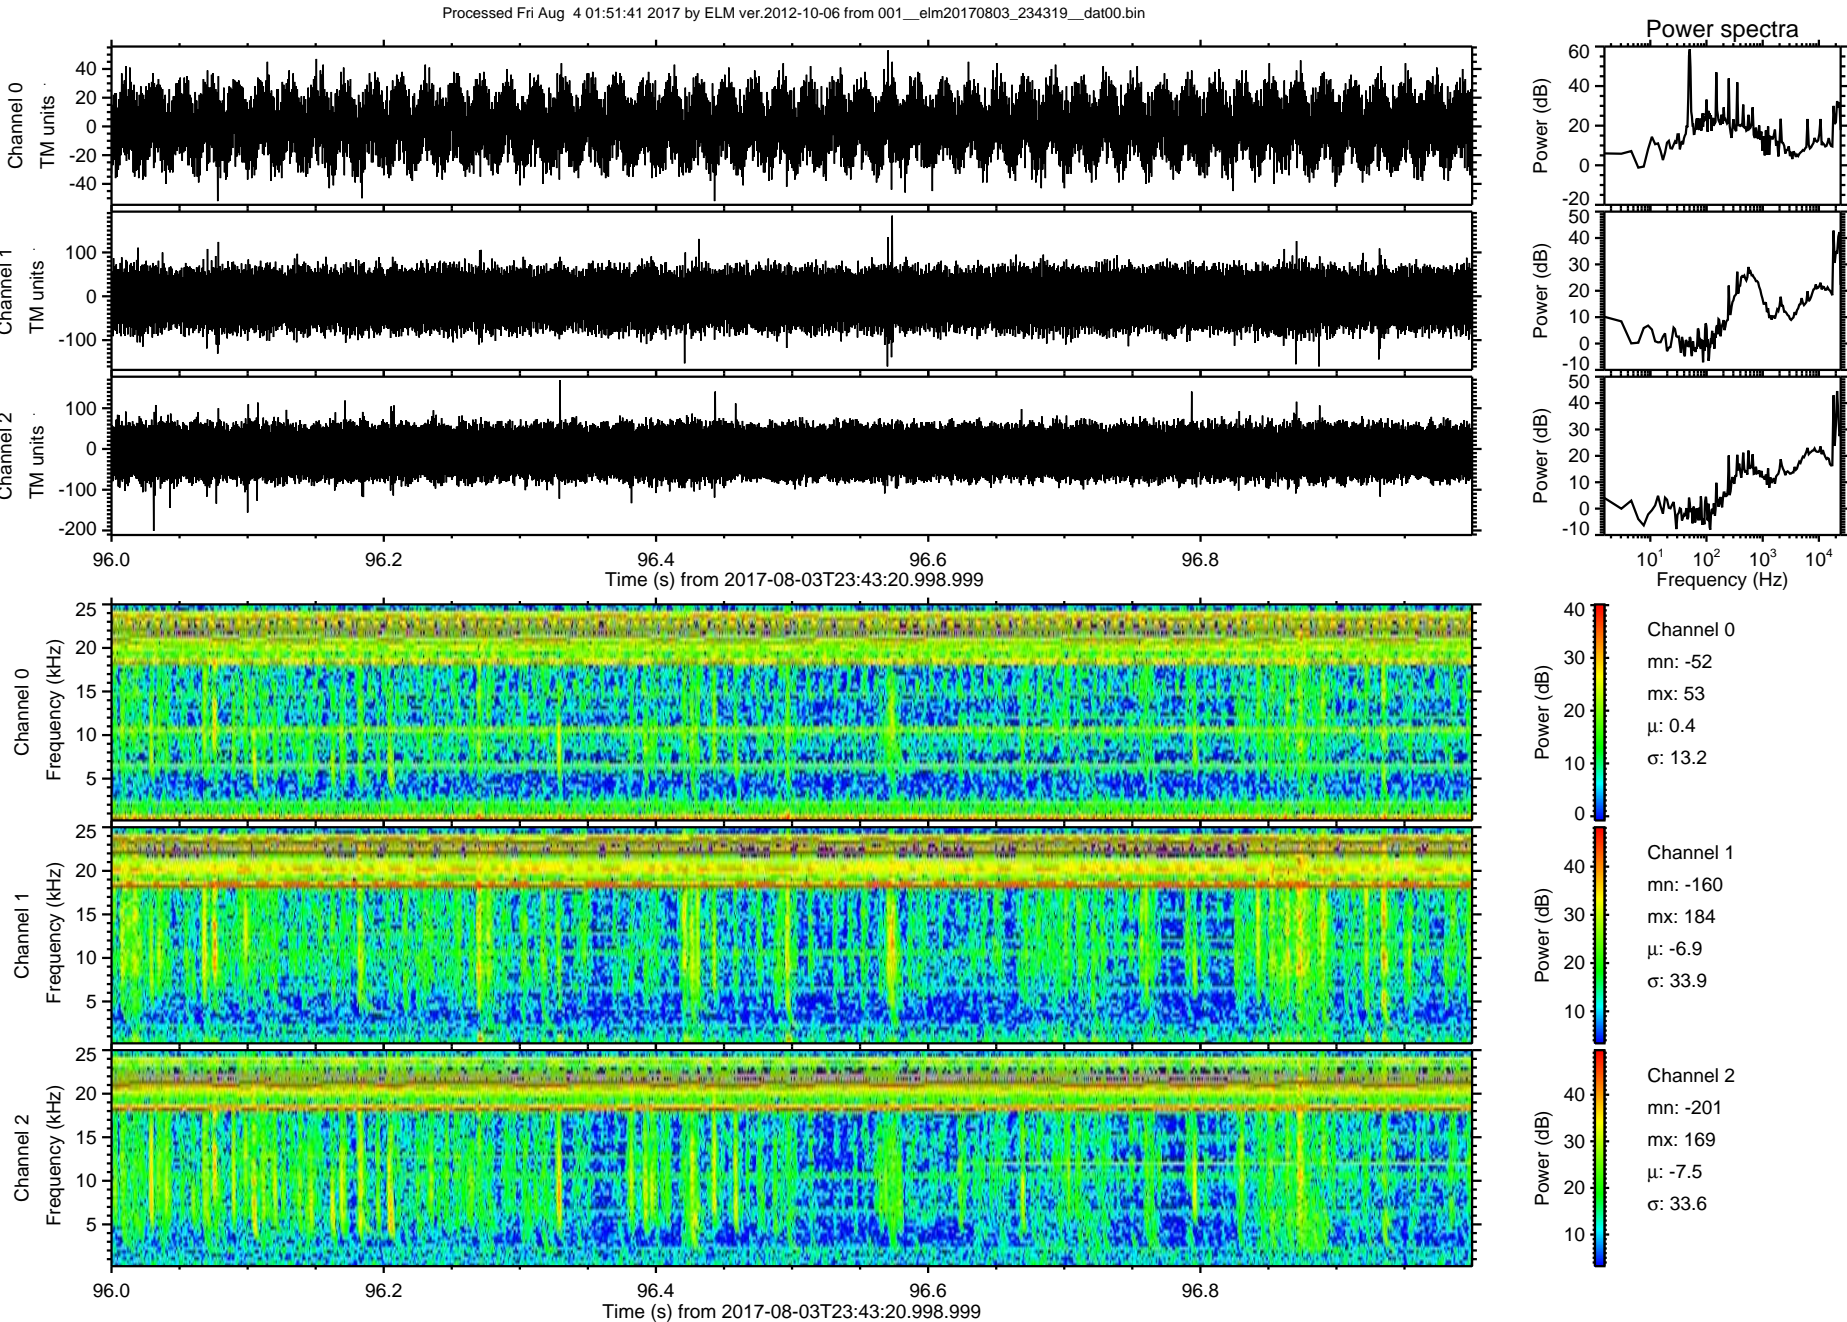 Processed Fri Aug  4 01:51:41 2017 by ELM ver.2012-10-06 from 001__elm20170803_234319__dat00.bin
Power spectra
Channel 0
TM units
40
20
0
-20
-40
Power (dB)
60
40
20
0
-20
Channel 1
TM units
100
0
-100
Power (dB)
50
40
30
20
10
0
-10
Channel 2
TM units
100
0
-100
-200
Power (dB)
50
40
30
20
10
0
-10
96.0 96.2 96.4 96.6 96.8
Time (s) from 2017-08-03T23:43:20.998.999
10^1 10^2 10^3 10^4
Frequency (Hz)
Channel 0
Frequency (kHz)
25
20
15
10
5
Power (dB)
40
30
20
10
0
Channel 0
mn: -52
mx: 53
μ: 0.4
σ: 13.2
Channel 1
Frequency (kHz)
25
20
15
10
5
Power (dB)
40
30
20
10
Channel 1
mn: -160
mx: 184
μ: -6.9
σ: 33.9
Channel 2
Frequency (kHz)
25
20
15
10
5
Power (dB)
40
30
20
10
Channel 2
mn: -201
mx: 169
μ: -7.5
σ: 33.6
96.0 96.2 96.4 96.6 96.8
Time (s) from 2017-08-03T23:43:20.998.999